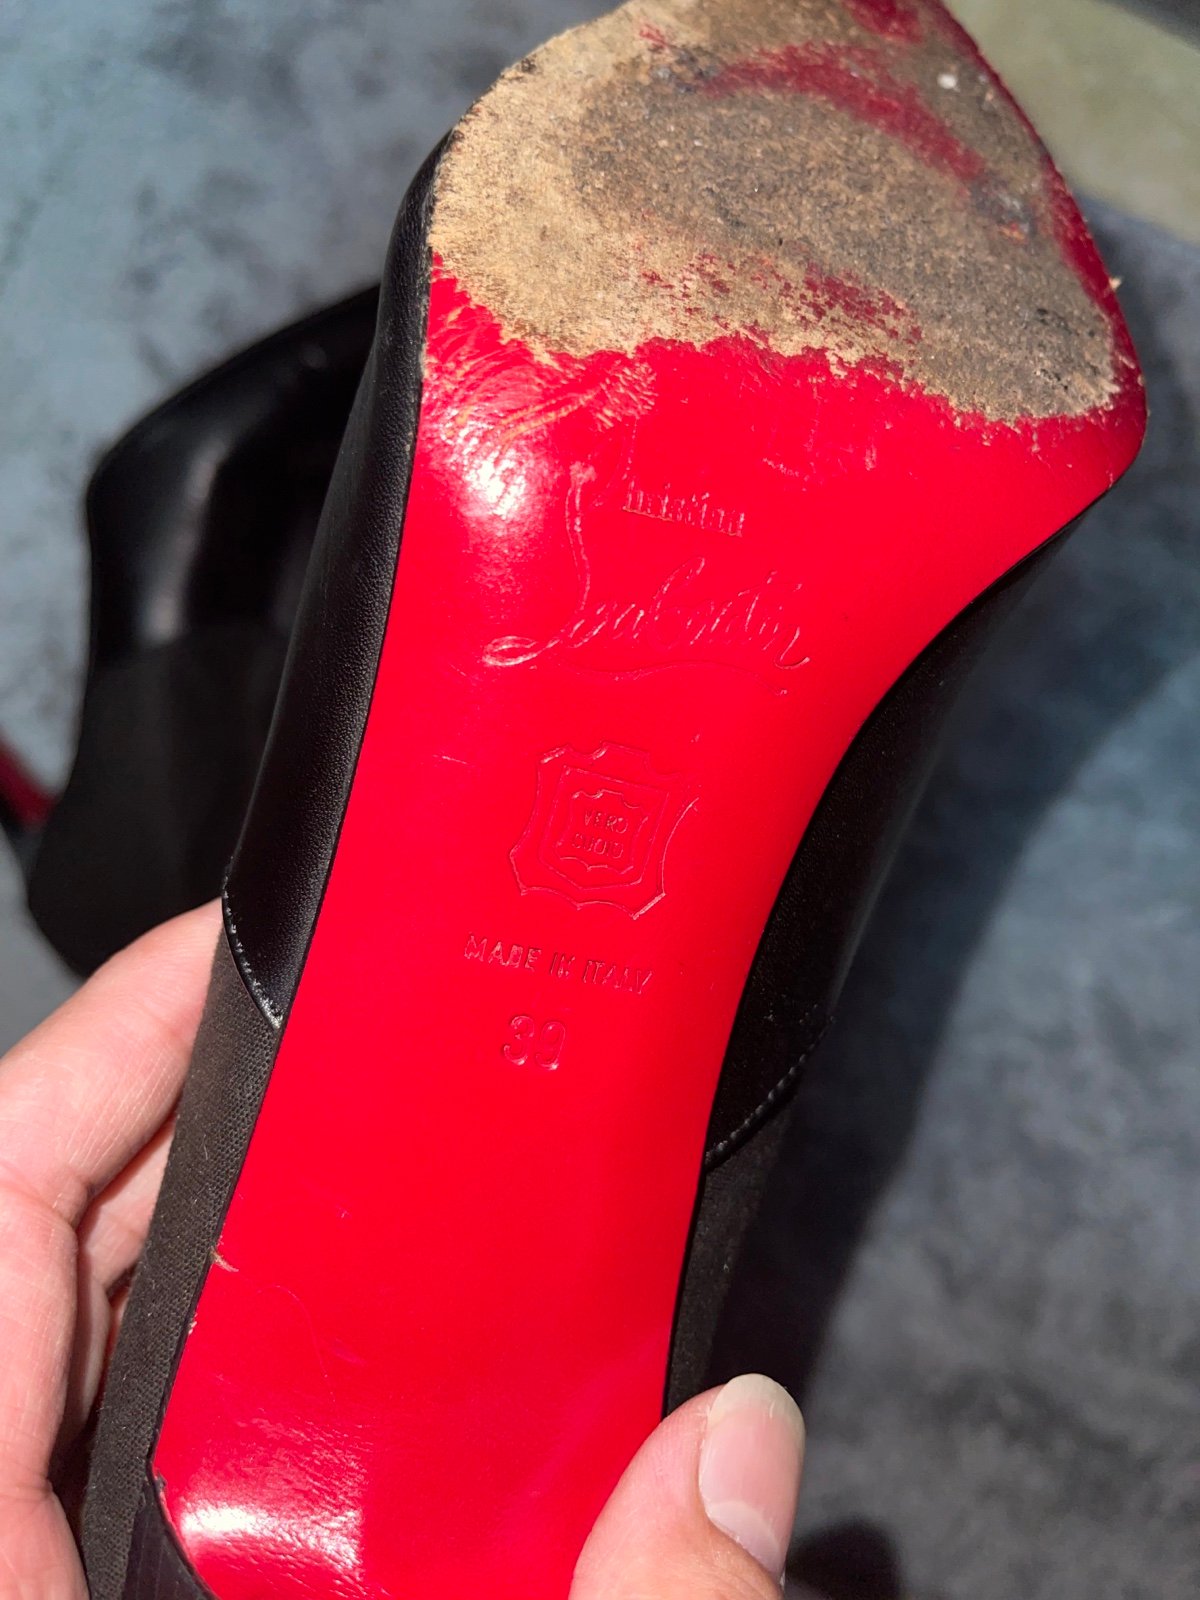 Christian
Louboutin
VERO
CUOIO
MADE IN ITALY
39